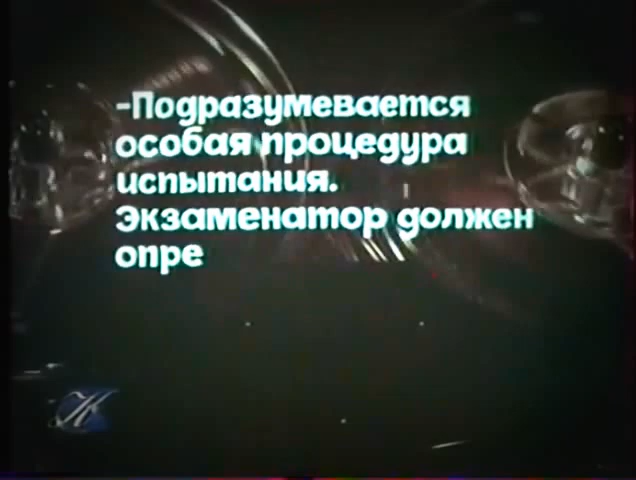 -Подразумевается
особая процедура
испытания.
Экзаменатор должен
опре
К